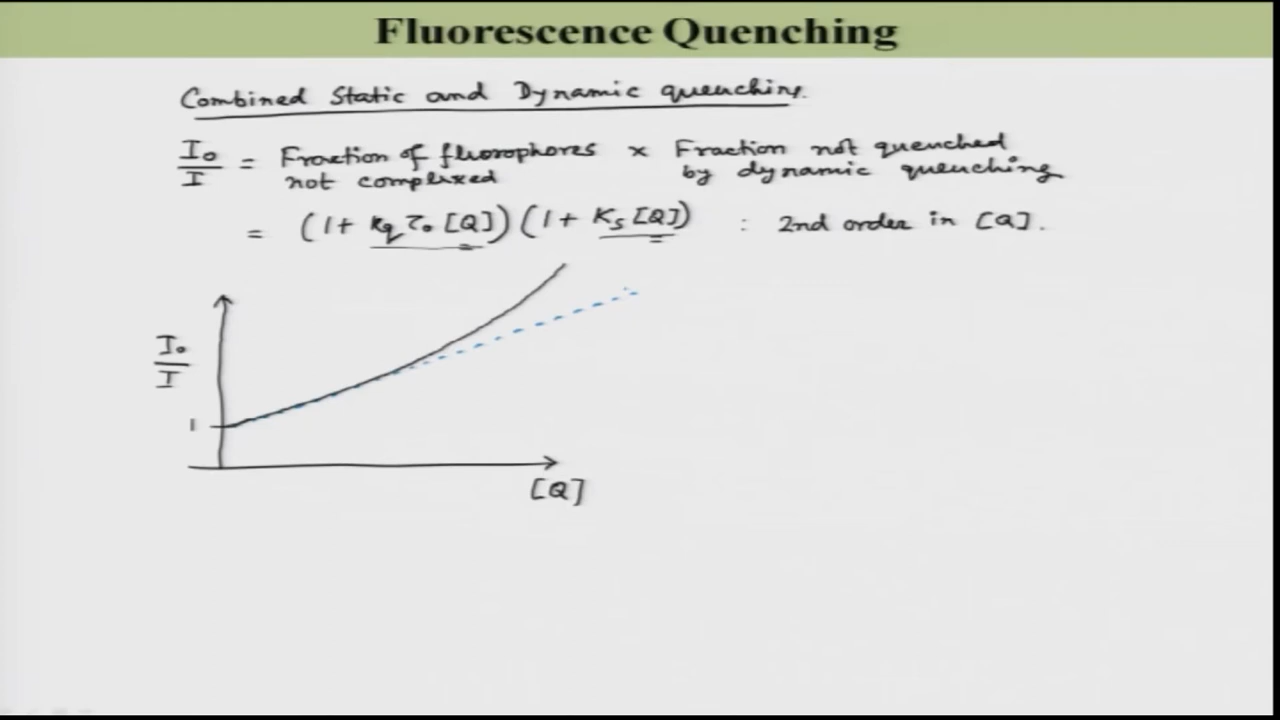 Fluorescence Quenching
Combined Static and Dynamic quenching.
I₀/I = Fraction of fluorophores not complexed × Fraction not quenched by dynamic quenching
= (1 + kq τ₀ [Q]) (1 + Ks [Q]) : 2nd order in [Q].
I₀/I
1
[Q]